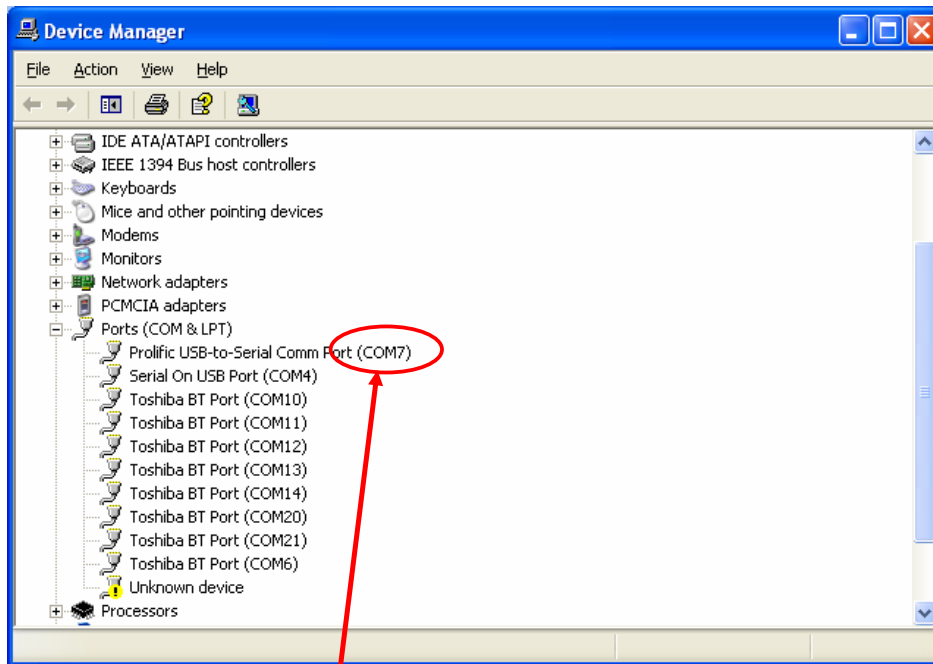 Device Manager
File Action View Help
IDE ATA/ATAPI controllers
IEEE 1394 Bus host controllers
Keyboards
Mice and other pointing devices
Modems
Monitors
Network adapters
PCMCIA adapters
Ports (COM & LPT)
Prolific USB-to-Serial Comm Port (COM7)
Serial On USB Port (COM4)
Toshiba BT Port (COM10)
Toshiba BT Port (COM11)
Toshiba BT Port (COM12)
Toshiba BT Port (COM13)
Toshiba BT Port (COM14)
Toshiba BT Port (COM20)
Toshiba BT Port (COM21)
Toshiba BT Port (COM6)
Unknown device
Processors